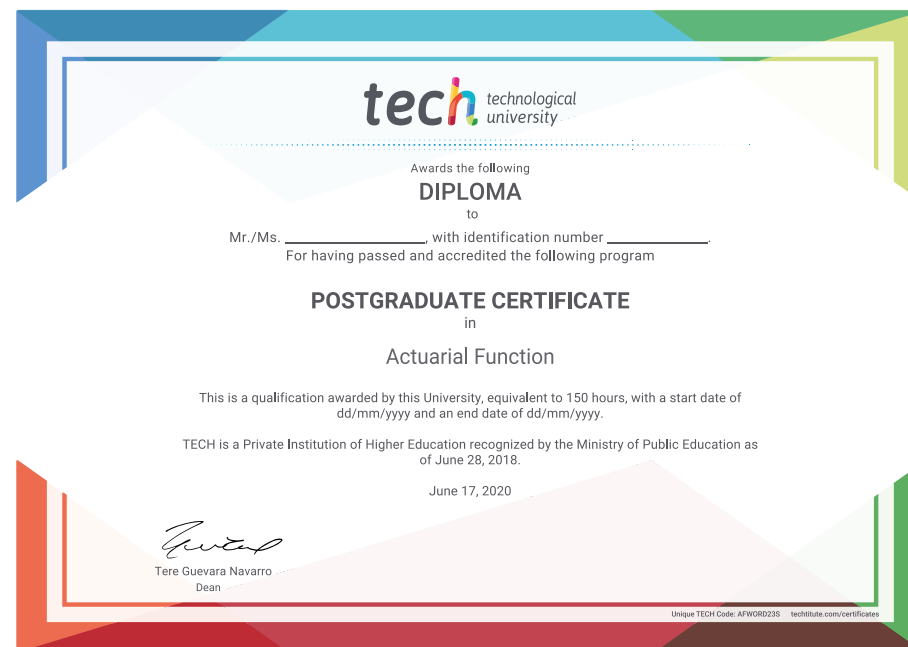 tech technological
university
Awards the following
DIPLOMA
to
Mr./Ms. ____________, with identification number ____________.
For having passed and accredited the following program
POSTGRADUATE CERTIFICATE
in
Actuarial Function
This is a qualification awarded by this University, equivalent to 150 hours, with a start date of
dd/mm/yyyy and an end date of dd/mm/yyyy.
TECH is a Private Institution of Higher Education recognized by the Ministry of Public Education as
of June 28, 2018.
June 17, 2020
Tere Guevara Navarro
Dean
Unique TECH Code: AFWORD23S techtitute.com/certificates